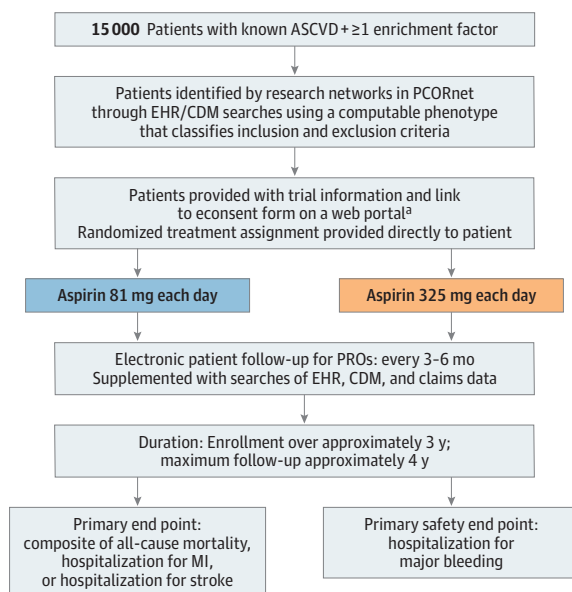 15 000 Patients with known ASCVD + ≥1 enrichment factor
Patients identified by research networks in PCORnet
through EHR/CDM searches using a computable phenotype
that classifies inclusion and exclusion criteria
Patients provided with trial information and link
to econsent form on a web portalᵃ
Randomized treatment assignment provided directly to patient
Aspirin 81 mg each day
Aspirin 325 mg each day
Electronic patient follow-up for PROs: every 3-6 mo
Supplemented with searches of EHR, CDM, and claims data
Duration: Enrollment over approximately 3 y;
maximum follow-up approximately 4 y
Primary end point:
composite of all-cause mortality,
hospitalization for MI,
or hospitalization for stroke
Primary safety end point:
hospitalization for
major bleeding